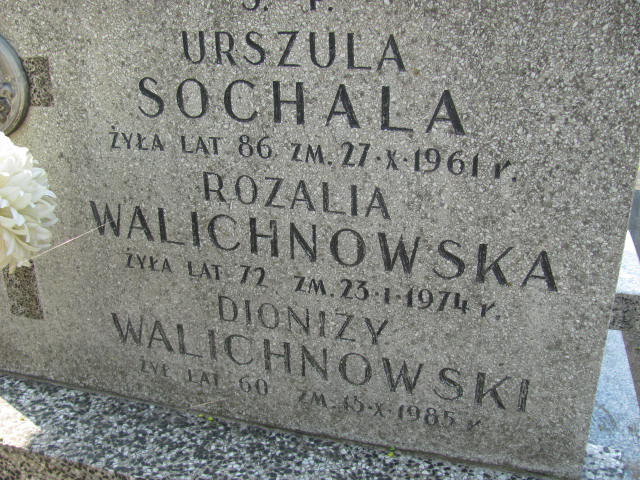 Ś. P.
URSZULA
SOCHALA
ŻYŁA LAT 86 ZM. 27·X·1961 r.
ROZALIA
WALICHNOWSKA
ŻYŁA LAT 72 ZM. 23·1·1974 r.
DIONIZY
WALICHNOWSKI
ŻYŁ LAT 60 ZM. 15·X·1985 r.